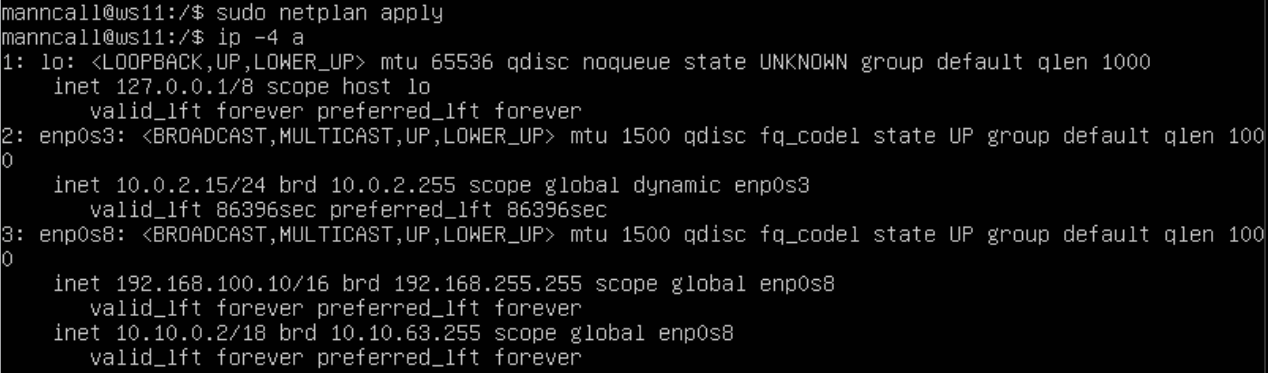 manncall@ws11:/$ sudo netplan apply
manncall@ws11:/$ ip -4 a
1: lo: <LOOPBACK,UP,LOWER_UP> mtu 65536 qdisc noqueue state UNKNOWN group default qlen 1000
    inet 127.0.0.1/8 scope host lo
       valid_lft forever preferred_lft forever
2: enp0s3: <BROADCAST,MULTICAST,UP,LOWER_UP> mtu 1500 qdisc fq_codel state UP group default qlen 100
0
    inet 10.0.2.15/24 brd 10.0.2.255 scope global dynamic enp0s3
       valid_lft 86396sec preferred_lft 86396sec
3: enp0s8: <BROADCAST,MULTICAST,UP,LOWER_UP> mtu 1500 qdisc fq_codel state UP group default qlen 100
0
    inet 192.168.100.10/16 brd 192.168.255.255 scope global enp0s8
       valid_lft forever preferred_lft forever
    inet 10.10.0.2/18 brd 10.10.63.255 scope global enp0s8
       valid_lft forever preferred_lft forever